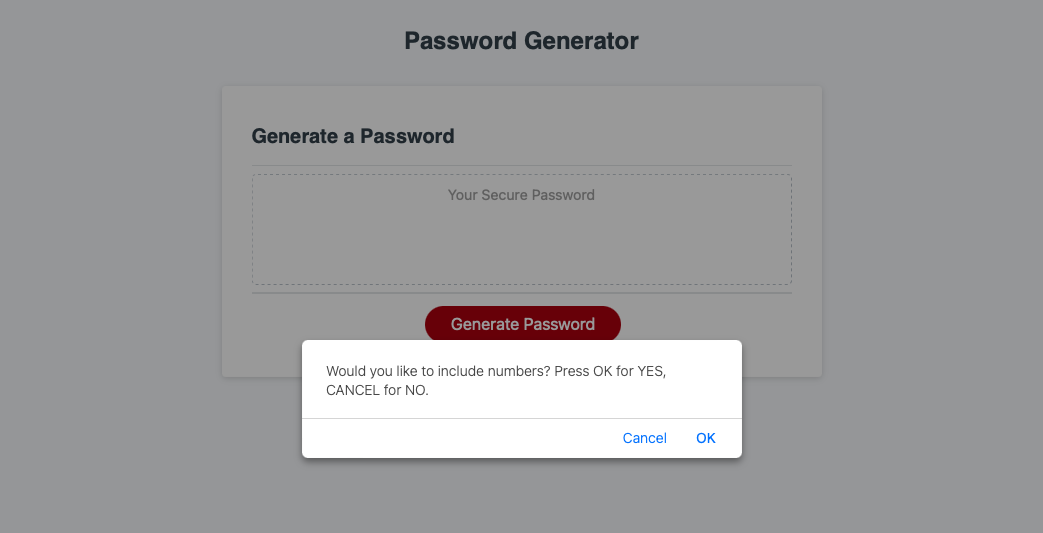 Password Generator
Generate a Password
Your Secure Password
Generate Password
Would you like to include numbers? Press OK for YES,
CANCEL for NO.
Cancel OK